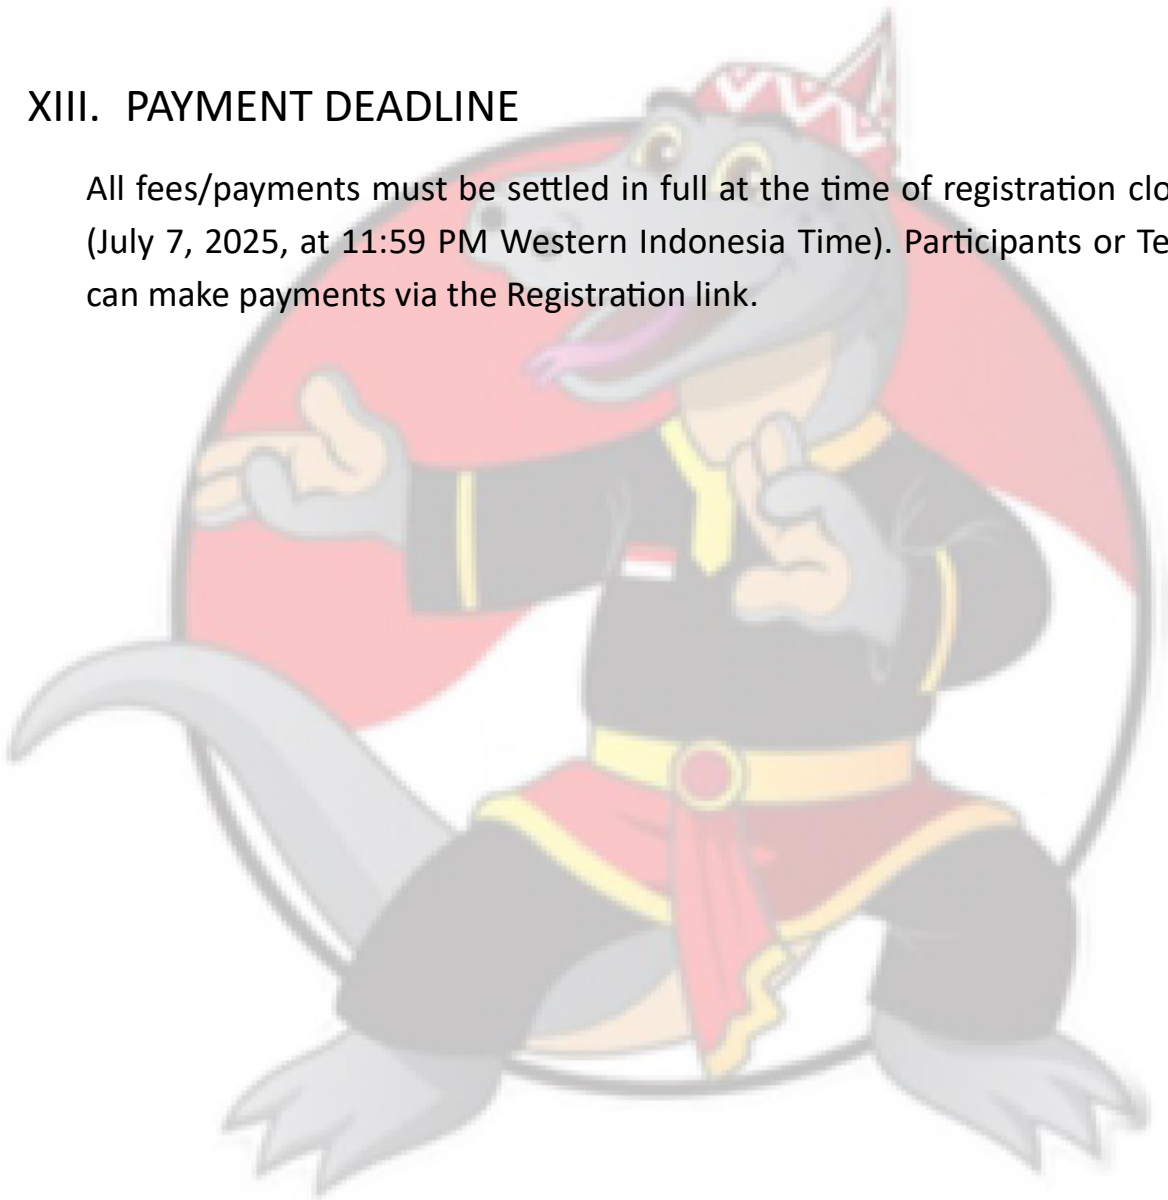 XIII. PAYMENT DEADLINE
All fees/payments must be settled in full at the time of registration clo
(July 7, 2025, at 11:59 PM Western Indonesia Time). Participants or Te
can make payments via the Registration link.